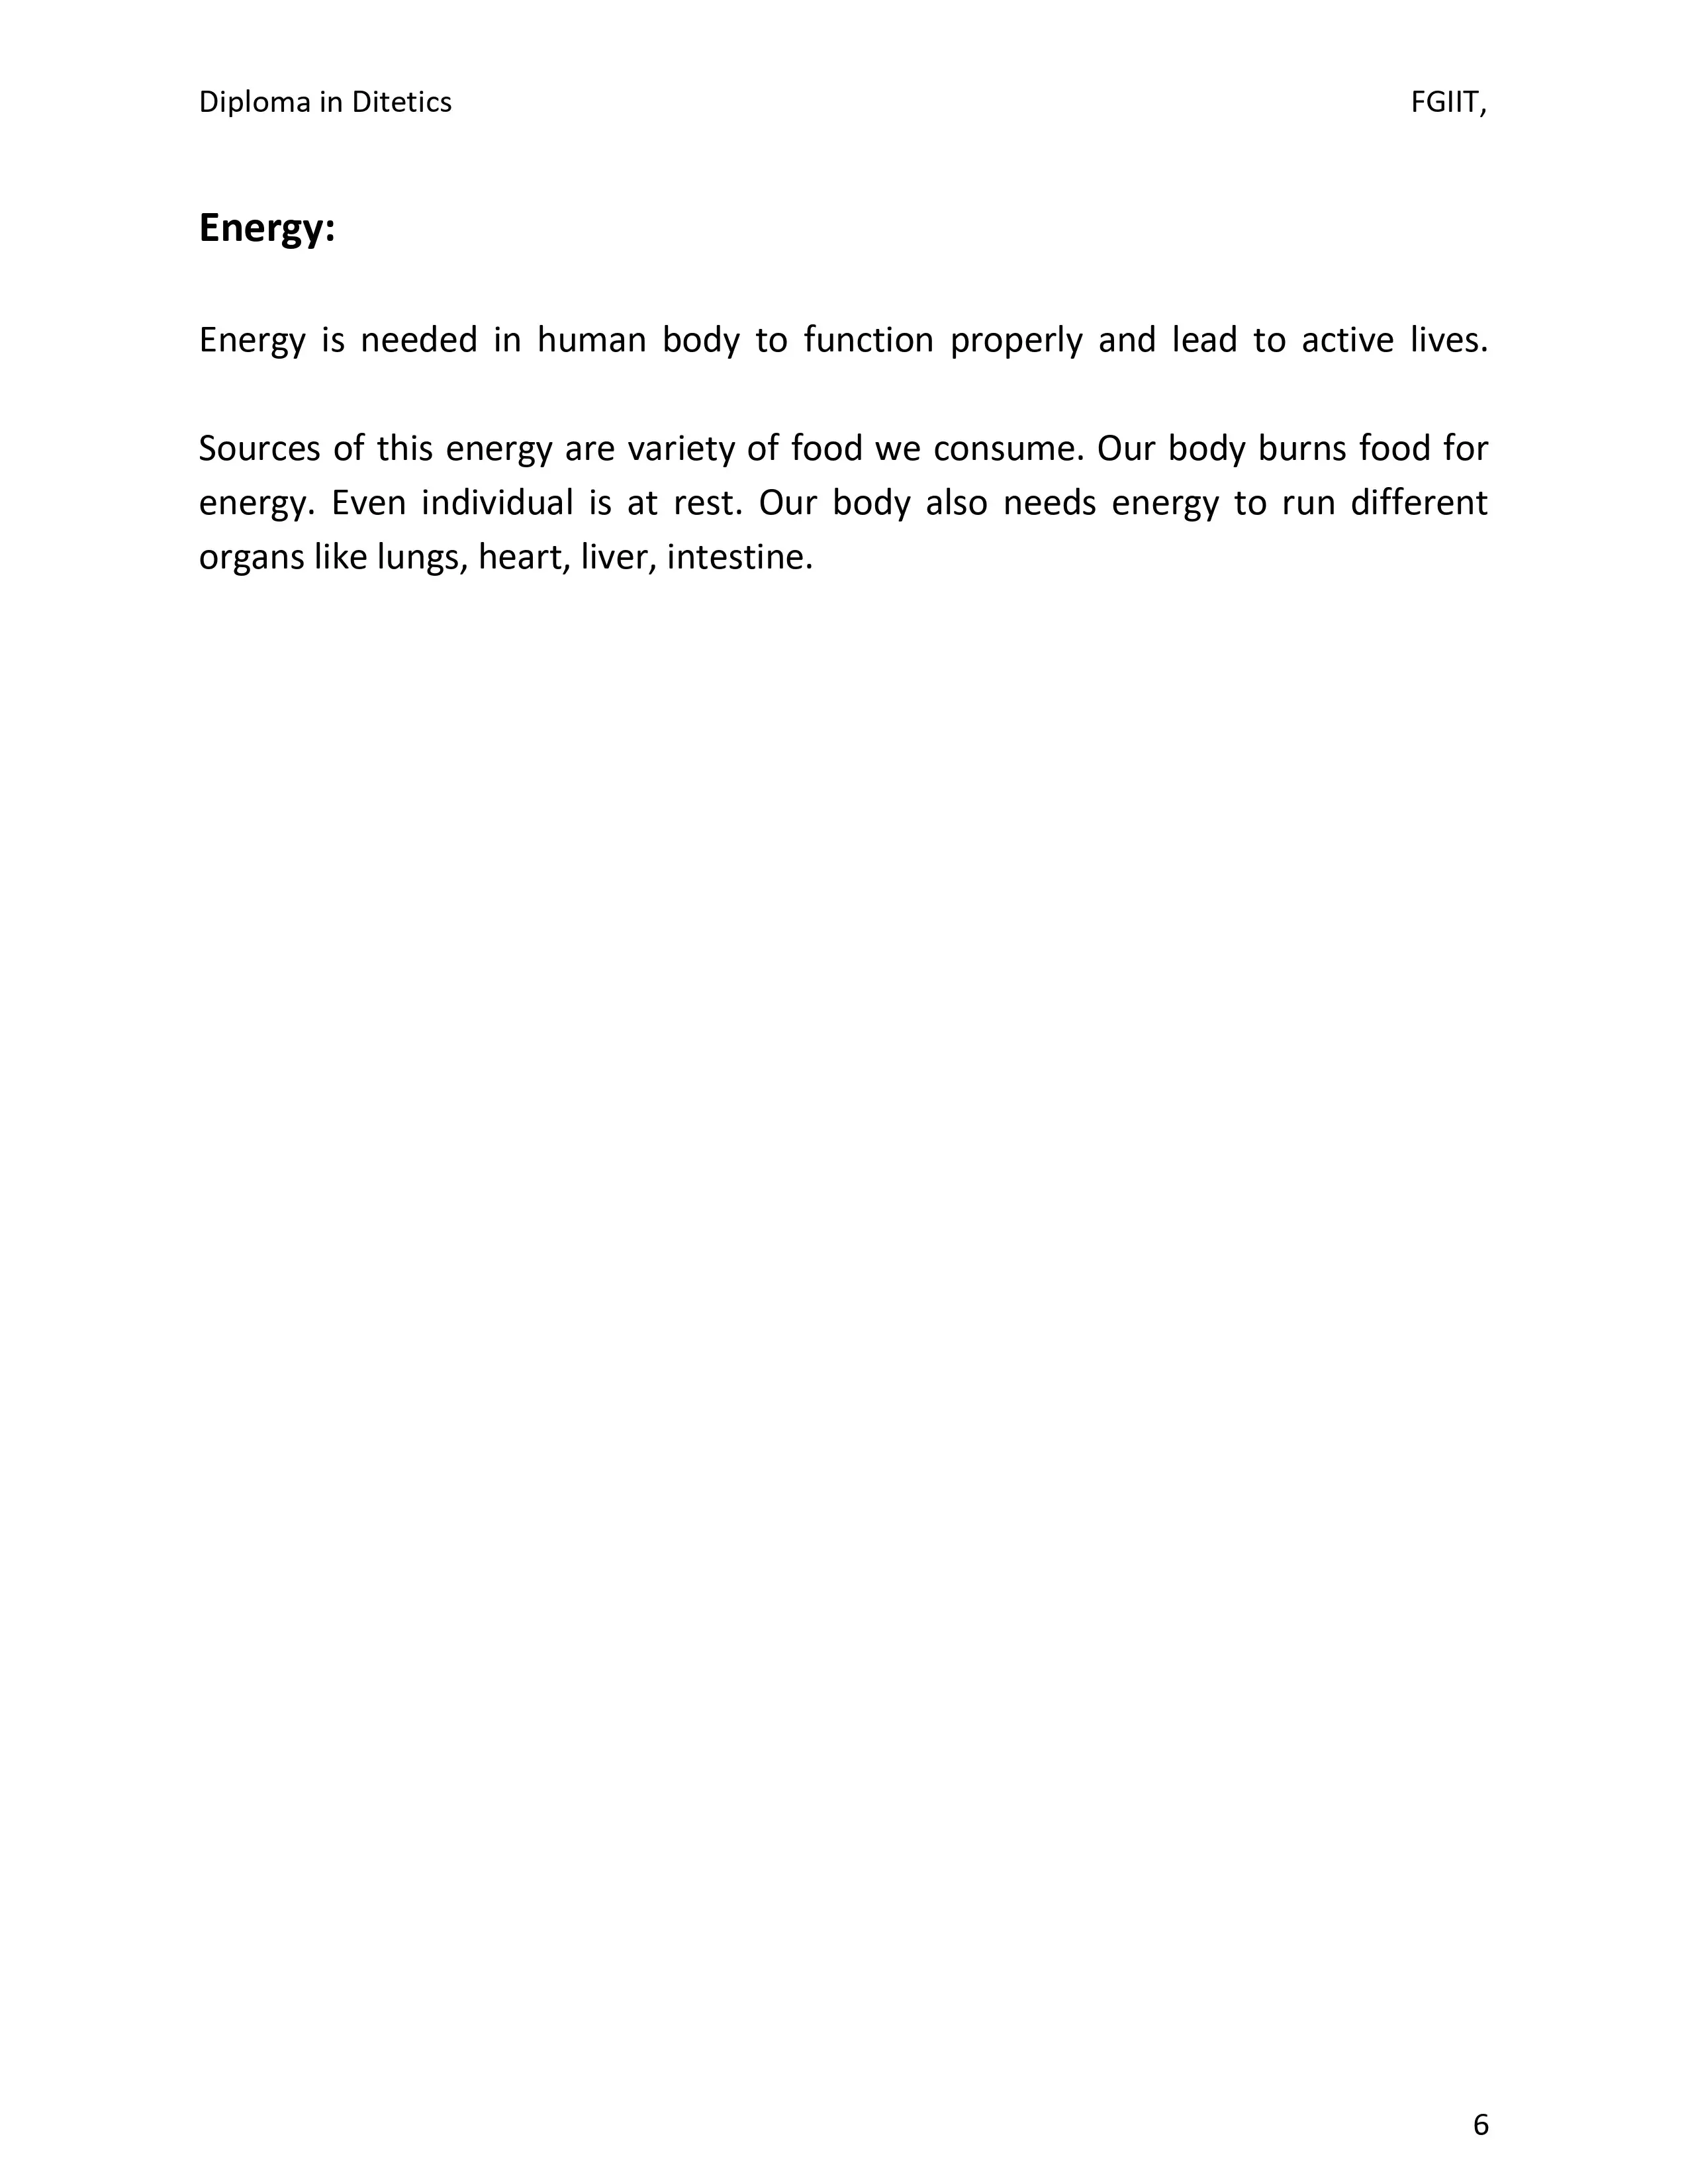 Diploma in Ditetics FGIIT,
Energy:
Energy is needed in human body to function properly and lead to active lives.
Sources of this energy are variety of food we consume. Our body burns food for
energy. Even individual is at rest. Our body also needs energy to run different
organs like lungs, heart, liver, intestine.
6